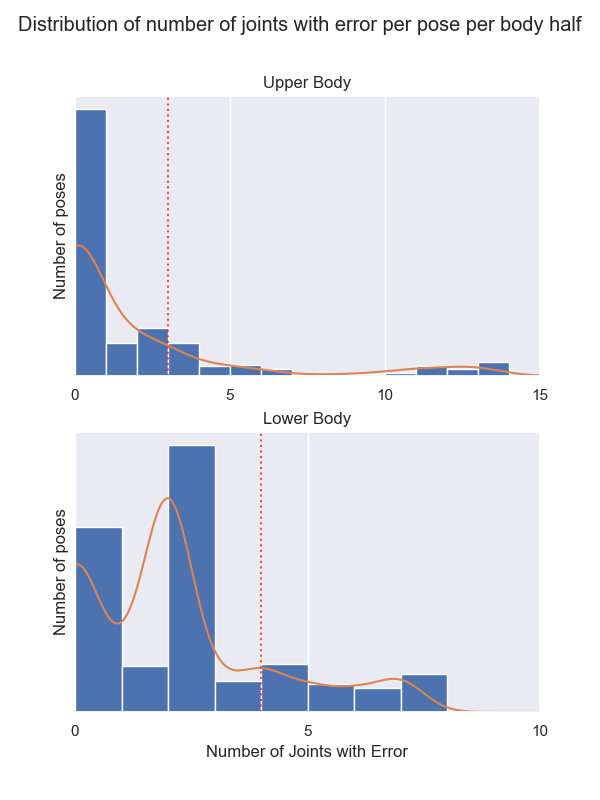 Distribution of number of joints with error per pose per body half
Upper Body
Number of poses
0 5 10 15
Lower Body
Number of poses
0 5 10
Number of Joints with Error